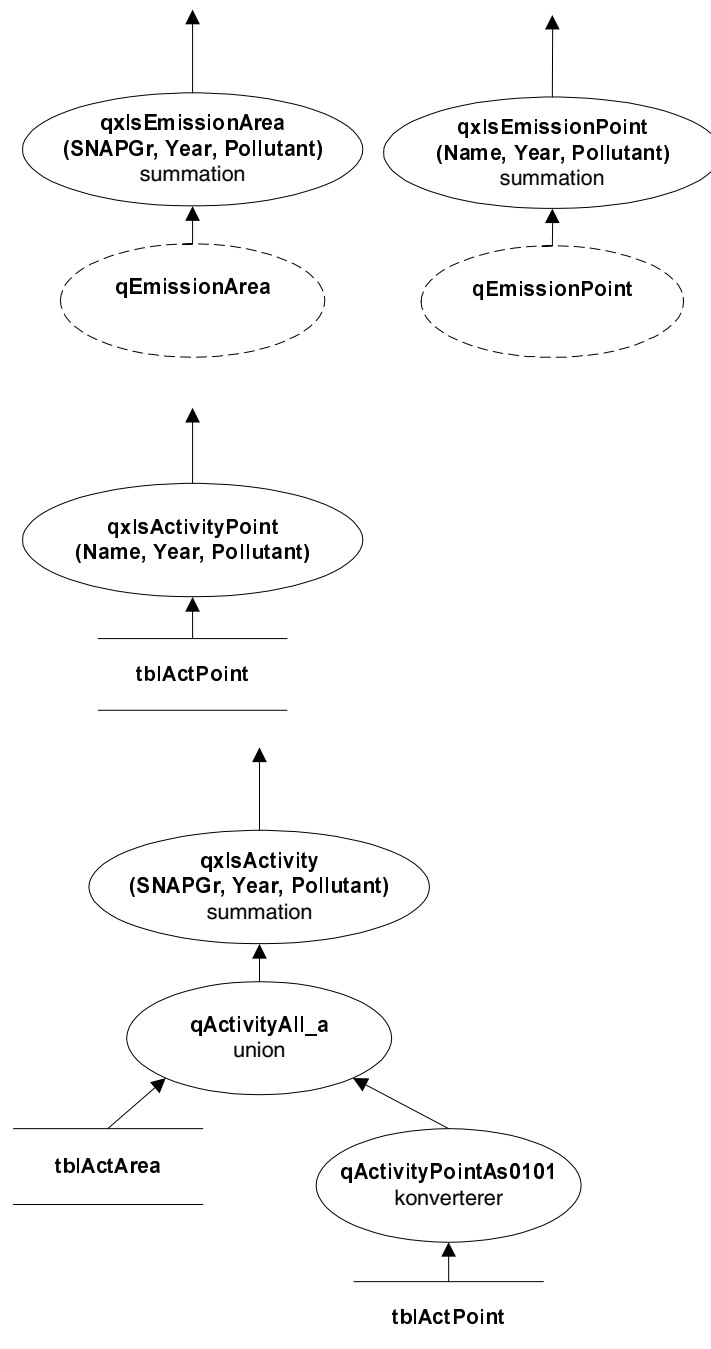 qxlsEmissionArea
(SNAPGr, Year, Pollutant)
summation
qxlsEmissionPoint
(Name, Year, Pollutant)
summation
qEmissionArea
qEmissionPoint
qxlsActivityPoint
(Name, Year, Pollutant)
tblActPoint
qxlsActivity
(SNAPGr, Year, Pollutant)
summation
qActivityAll_a
union
tblActArea
qActivityPointAs0101
konverterer
tblActPoint